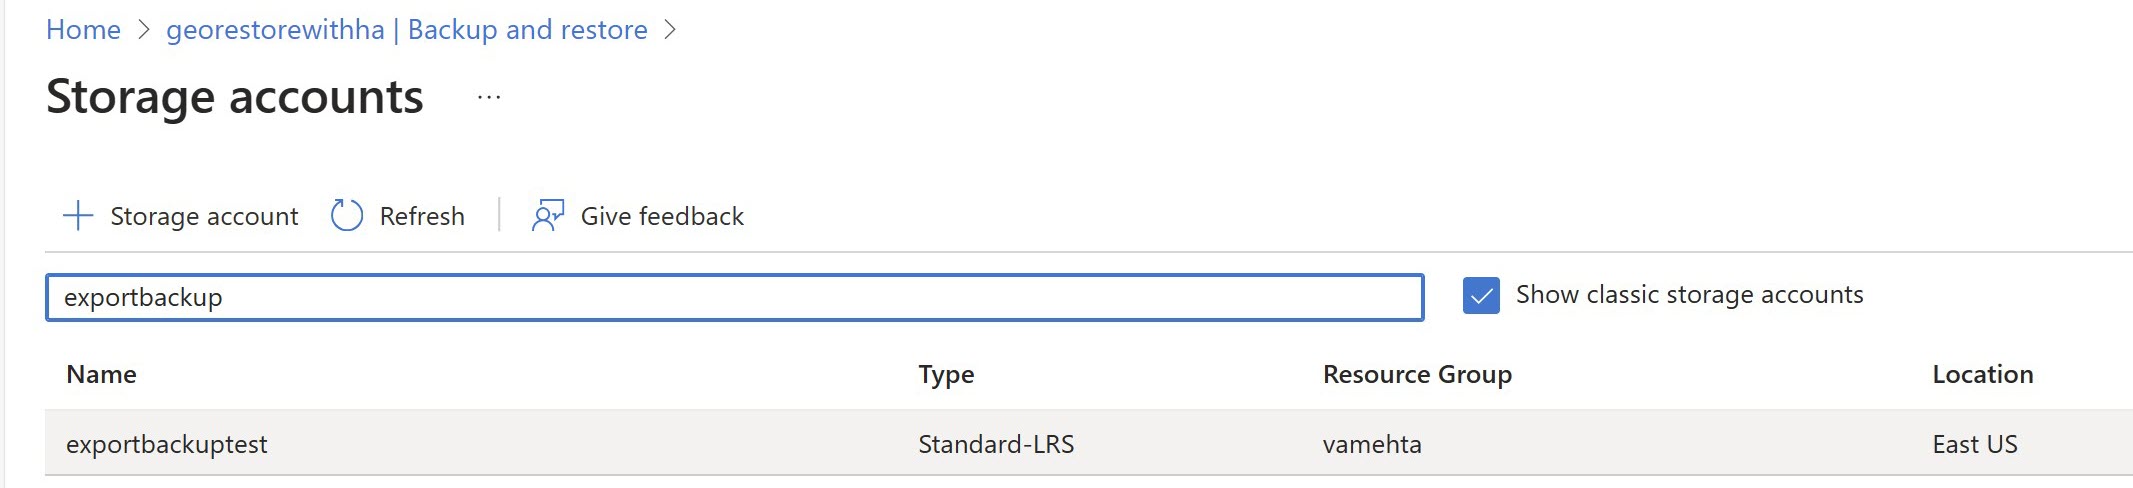 Home > georestorewithha | Backup and restore >
Storage accounts ...
+ Storage account Refresh | Give feedback
exportbackup Show classic storage accounts
Name Type Resource Group Location
exportbackuptest Standard-LRS vamehta East US